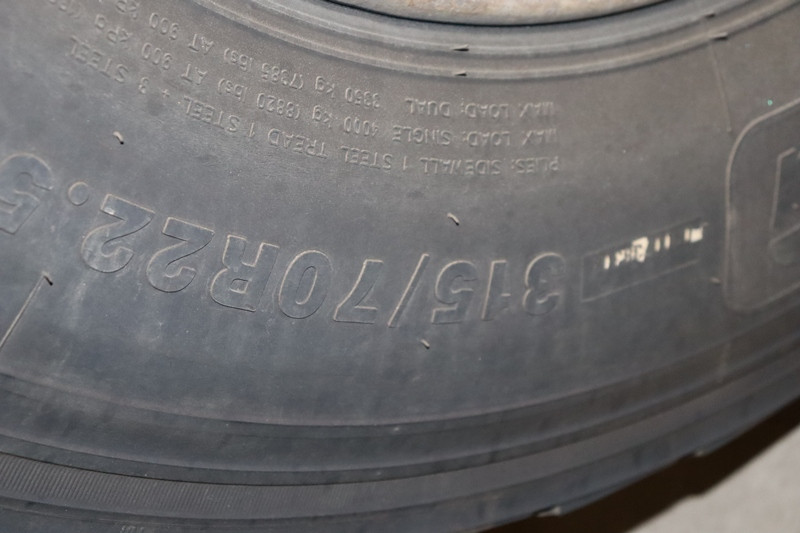 PLIES: SIDEWALL 1 STEEL TREAD 1 STEEL + 3 STEEL
MAX LOAD: SINGLE 4000 kg (8820 lbs) AT 900 kPa
MAX LOAD: DUAL 3350 kg (7385 lbs) AT 900
315/70R22.5